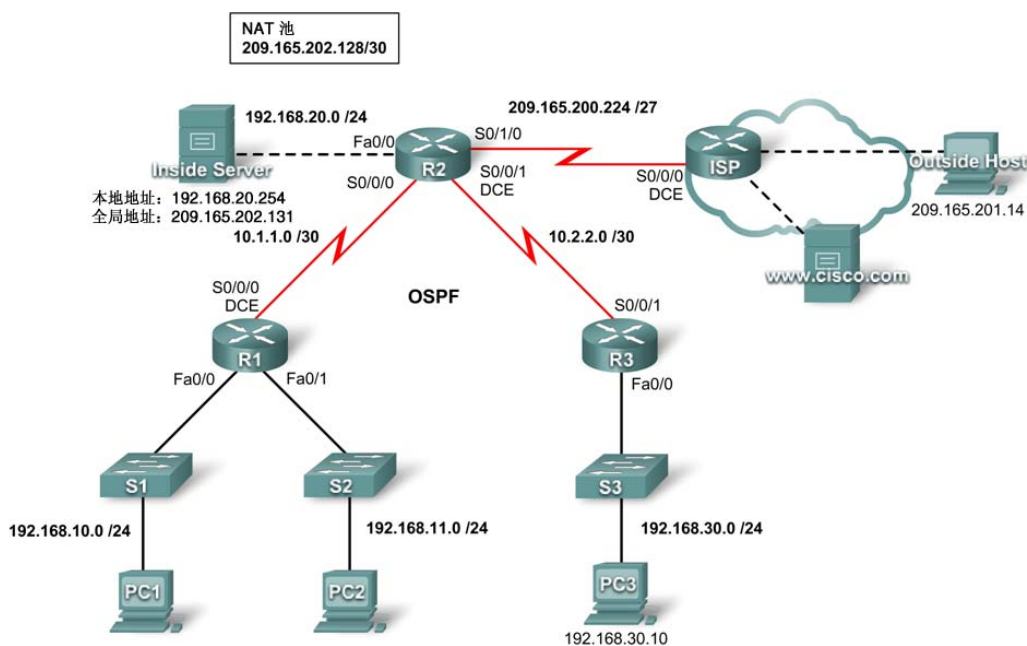 NAT 池
209.165.202.128/30
192.168.20.0 /24
209.165.200.224 /27
Fa0/0
S0/1/0
Inside Server
R2
ISP
Outside Host
S0/0/0
S0/0/1
DCE
S0/0/0
DCE
本地地址：192.168.20.254
全局地址：209.165.202.131
209.165.201.14
10.1.1.0 /30
10.2.2.0 /30
www.cisco.com
S0/0/0
DCE
OSPF
S0/0/1
R1
R3
Fa0/0
Fa0/1
Fa0/0
S1
S2
S3
192.168.10.0 /24
192.168.11.0 /24
192.168.30.0 /24
PC1
PC2
PC3
192.168.30.10